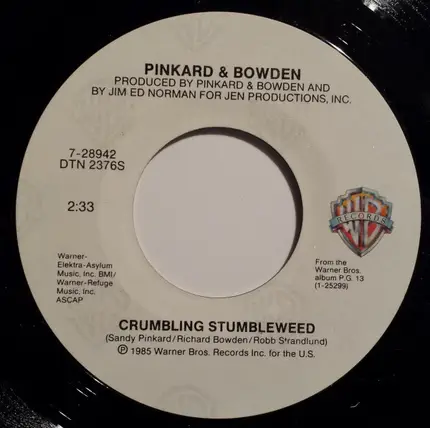 PINKARD & BOWDEN
PRODUCED BY PINKARD & BOWDEN AND
BY JIM ED NORMAN FOR JEN PRODUCTIONS, INC.
7-28942
DTN 2376S
2:33
WB
RECORDS
Warner-
Elektra-Asylum
Music, Inc. BMI/
Warner-Refuge
Music, Inc.
ASCAP
From the
Warner Bros.
album P.G. 13
(1-25299)
CRUMBLING STUMBLEWEED
(Sandy Pinkard/Richard Bowden/Robb Strandlund)
℗ 1985 Warner Bros. Records Inc. for the U.S.